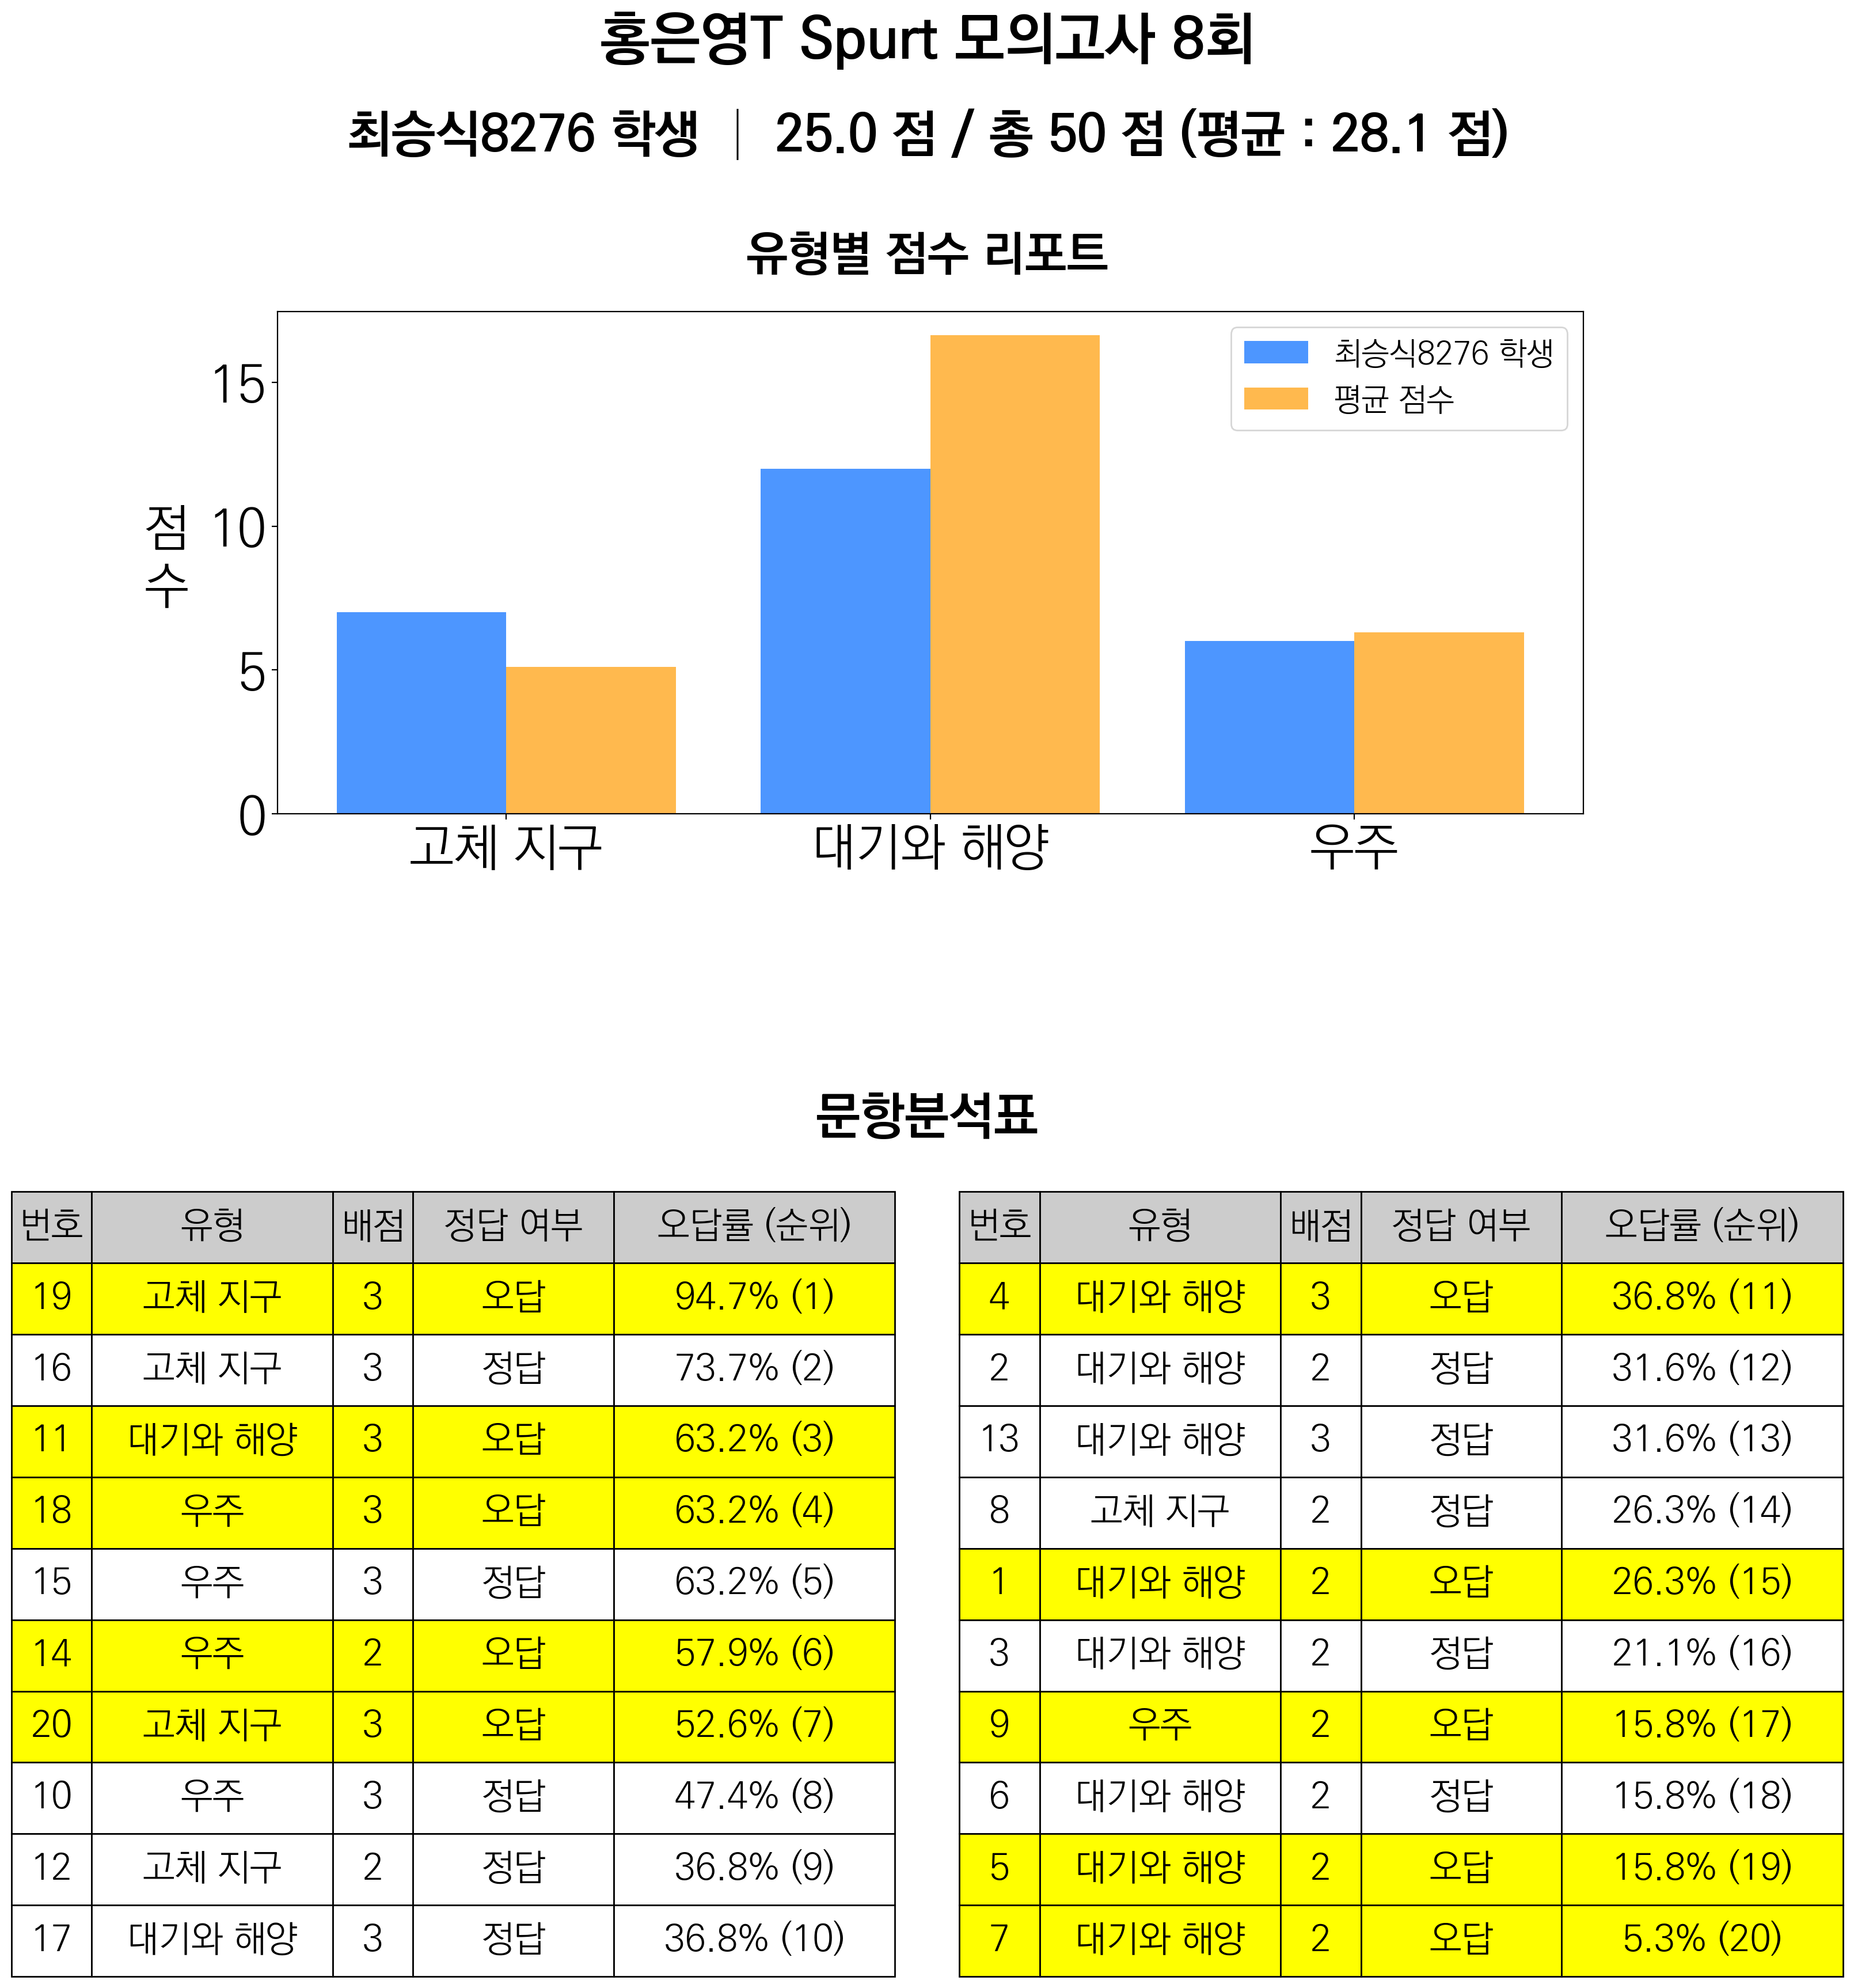 홍은영T Spurt 모의고사 8회
최승식8276 학생 | 25.0 점 / 총 50 점 (평균 : 28.1 점)
유형별 점수 리포트
최승식8276 학생
평균 점수
점수
15
10
5
0
고체 지구 대기와 해양 우주
문항분석표
번호 유형 배점 정답 여부 오답률 (순위)
19 고체 지구 3 오답 94.7% (1)
16 고체 지구 3 정답 73.7% (2)
11 대기와 해양 3 오답 63.2% (3)
18 우주 3 오답 63.2% (4)
15 우주 3 정답 63.2% (5)
14 우주 2 오답 57.9% (6)
20 고체 지구 3 오답 52.6% (7)
10 우주 3 정답 47.4% (8)
12 고체 지구 2 정답 36.8% (9)
17 대기와 해양 3 정답 36.8% (10)
번호 유형 배점 정답 여부 오답률 (순위)
4 대기와 해양 3 오답 36.8% (11)
2 대기와 해양 2 정답 31.6% (12)
13 대기와 해양 3 정답 31.6% (13)
8 고체 지구 2 정답 26.3% (14)
1 대기와 해양 2 오답 26.3% (15)
3 대기와 해양 2 정답 21.1% (16)
9 우주 2 오답 15.8% (17)
6 대기와 해양 2 정답 15.8% (18)
5 대기와 해양 2 오답 15.8% (19)
7 대기와 해양 2 오답 5.3% (20)